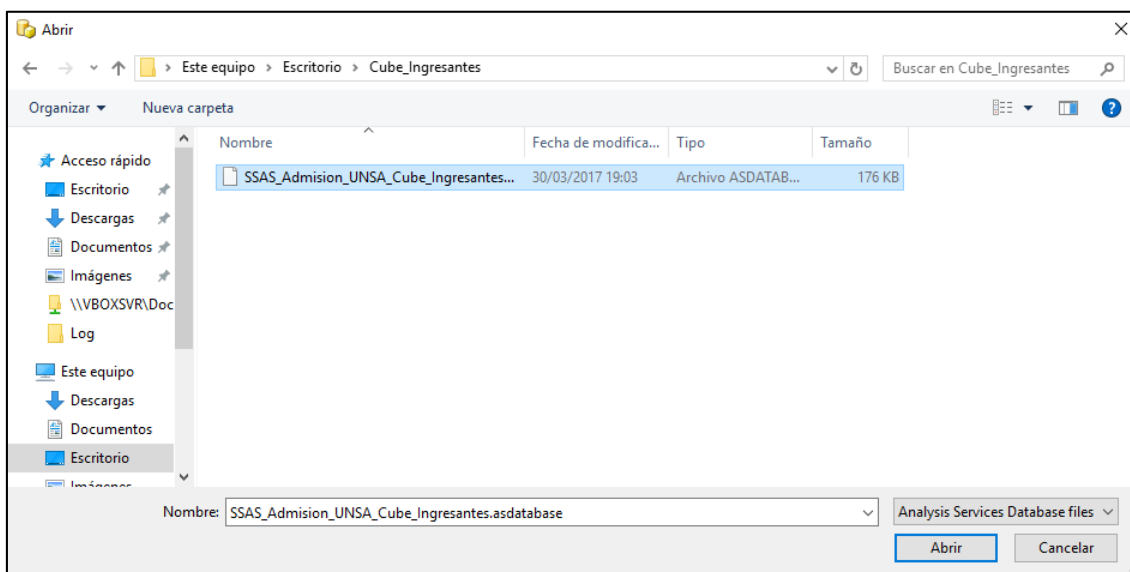 Abrir
Este equipo > Escritorio > Cube_Ingresantes
Buscar en Cube_Ingresantes
Organizar
Nueva carpeta
Nombre
Fecha de modifica...
Tipo
Tamaño
SSAS_Admision_UNSA_Cube_Ingresantes...
30/03/2017 19:03
Archivo ASDATAB...
176 KB
Acceso rápido
Escritorio
Descargas
Documentos
Imágenes
\\VBOXSVR\Doc
Log
Este equipo
Descargas
Documentos
Escritorio
Imágenes
Nombre:
SSAS_Admision_UNSA_Cube_Ingresantes.asdatabase
Analysis Services Database files
Abrir
Cancelar